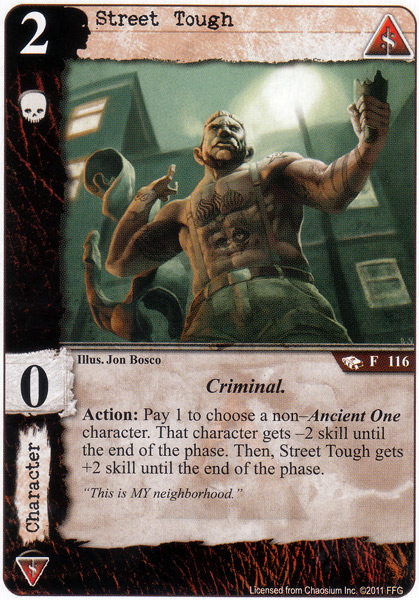 2
Street Tough
Illus. Jon Bosco
F 116
0
Criminal.
Action: Pay 1 to choose a non–Ancient One
character. That character gets –2 skill until
the end of the phase. Then, Street Tough gets
+2 skill until the end of the phase.
"This is MY neighborhood."
Character
Licensed from Chaosium Inc. ©2011 FFG